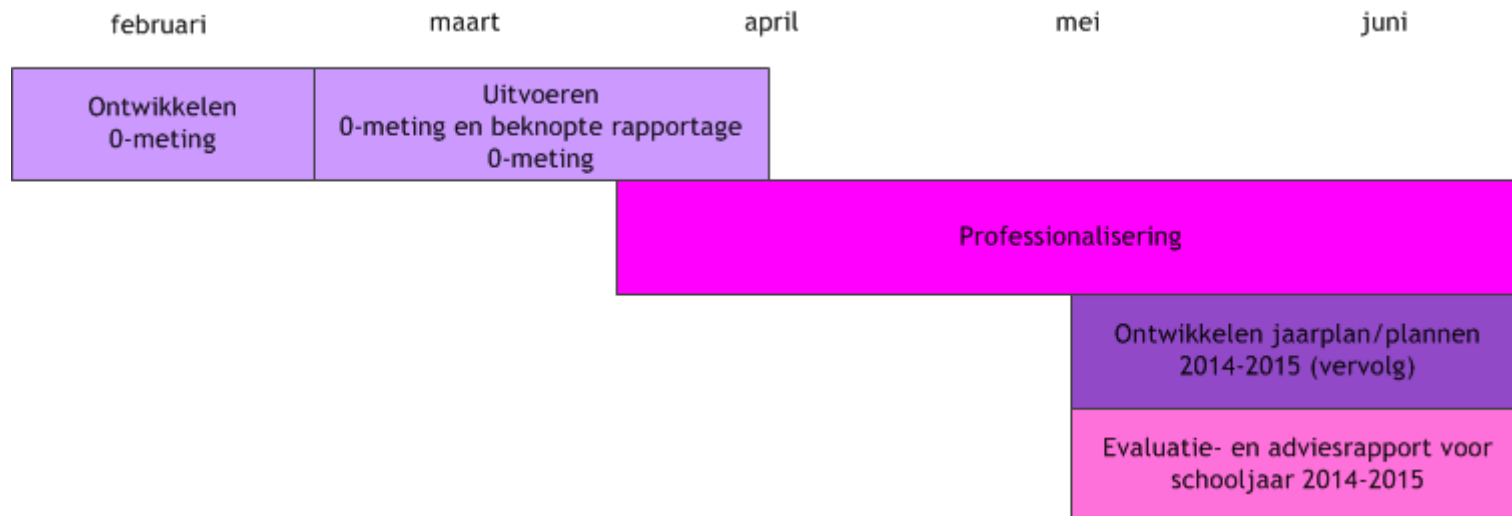 februari
maart
april
mei
juni
Ontwikkelen
0-meting
Uitvoeren
0-meting en beknopte rapportage
0-meting
Professionalisering
Ontwikkelen jaarplan/plannen
2014-2015 (vervolg)
Evaluatie- en adviesrapport voor
schooljaar 2014-2015